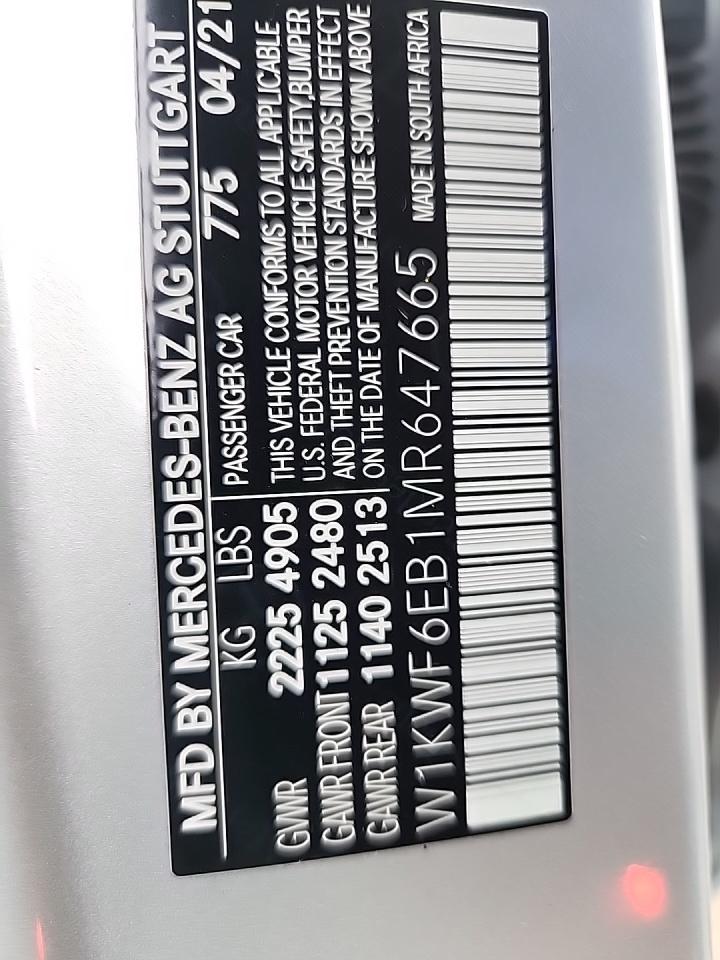 MFD BY MERCEDES-BENZ AG STUTTGART
775 04/21
KG LBS
GVWR 2225 4905
GAWR FRONT 1125 2480
GAWR REAR 1140 2513
PASSENGER CAR
THIS VEHICLE CONFORMS TO ALL APPLICABLE
U.S. FEDERAL MOTOR VEHICLE SAFETY,BUMPER
AND THEFT PREVENTION STANDARDS IN EFFECT
ON THE DATE OF MANUFACTURE SHOWN ABOVE
W1KWF6EB1MR647665 MADE IN SOUTH AFRICA